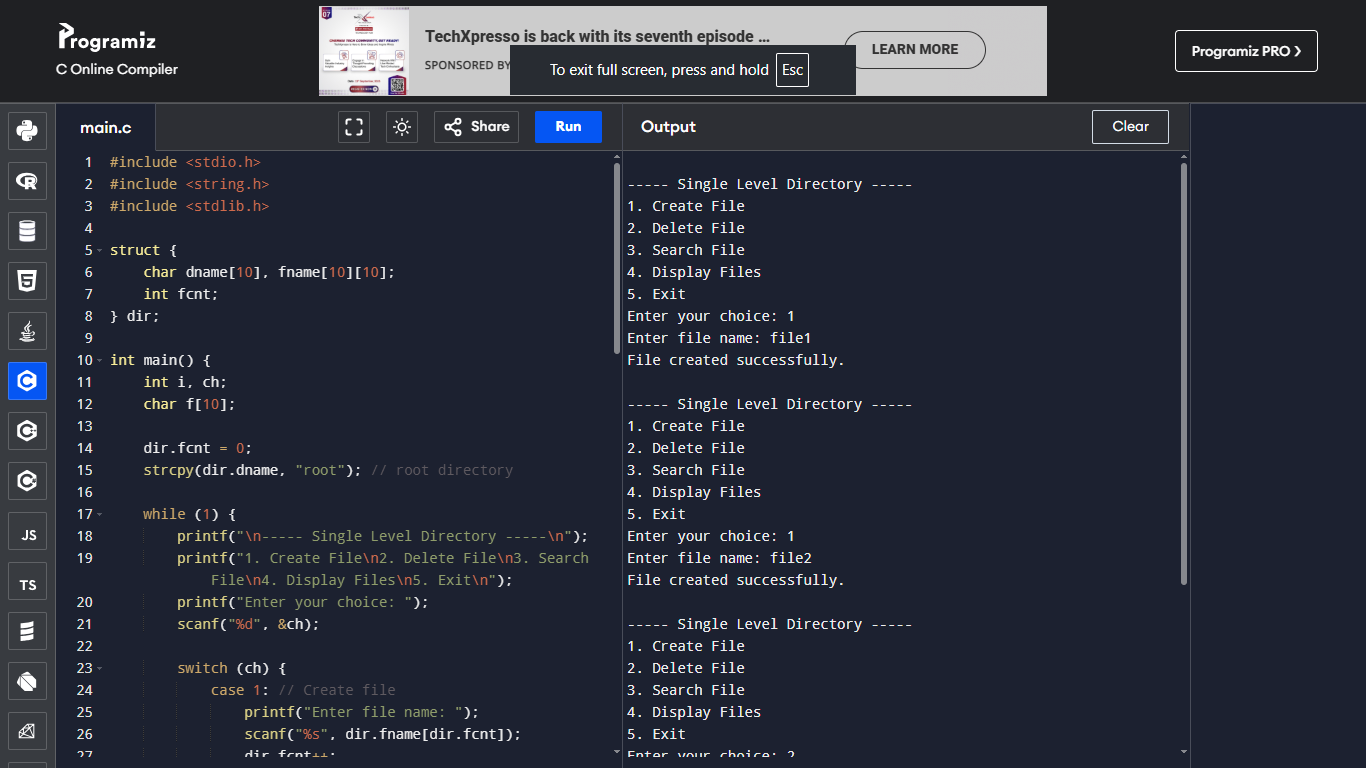 Programiz
C Online Compiler
TechXpresso is back with its seventh episode ...
SPONSORED BY
LEARN MORE
To exit full screen, press and hold Esc
Programiz PRO >
main.c
Share
Run
Output
Clear
JS
TS
1 #include <stdio.h>
2 #include <string.h>
3 #include <stdlib.h>
4
5 struct {
6     char dname[10], fname[10][10];
7     int fcnt;
8 } dir;
9
10 int main() {
11     int i, ch;
12     char f[10];
13
14     dir.fcnt = 0;
15     strcpy(dir.dname, "root"); // root directory
16
17     while (1) {
18         printf("\n----- Single Level Directory -----\n");
19         printf("1. Create File\n2. Delete File\n3. Search
File\n4. Display Files\n5. Exit\n");
20         printf("Enter your choice: ");
21         scanf("%d", &ch);
22
23         switch (ch) {
24             case 1: // Create file
25                 printf("Enter file name: ");
26                 scanf("%s", dir.fname[dir.fcnt]);
27                 dir.fcnt++;
----- Single Level Directory -----
1. Create File
2. Delete File
3. Search File
4. Display Files
5. Exit
Enter your choice: 1
Enter file name: file1
File created successfully.
----- Single Level Directory -----
1. Create File
2. Delete File
3. Search File
4. Display Files
5. Exit
Enter your choice: 1
Enter file name: file2
File created successfully.
----- Single Level Directory -----
1. Create File
2. Delete File
3. Search File
4. Display Files
5. Exit
Enter your choice: 2